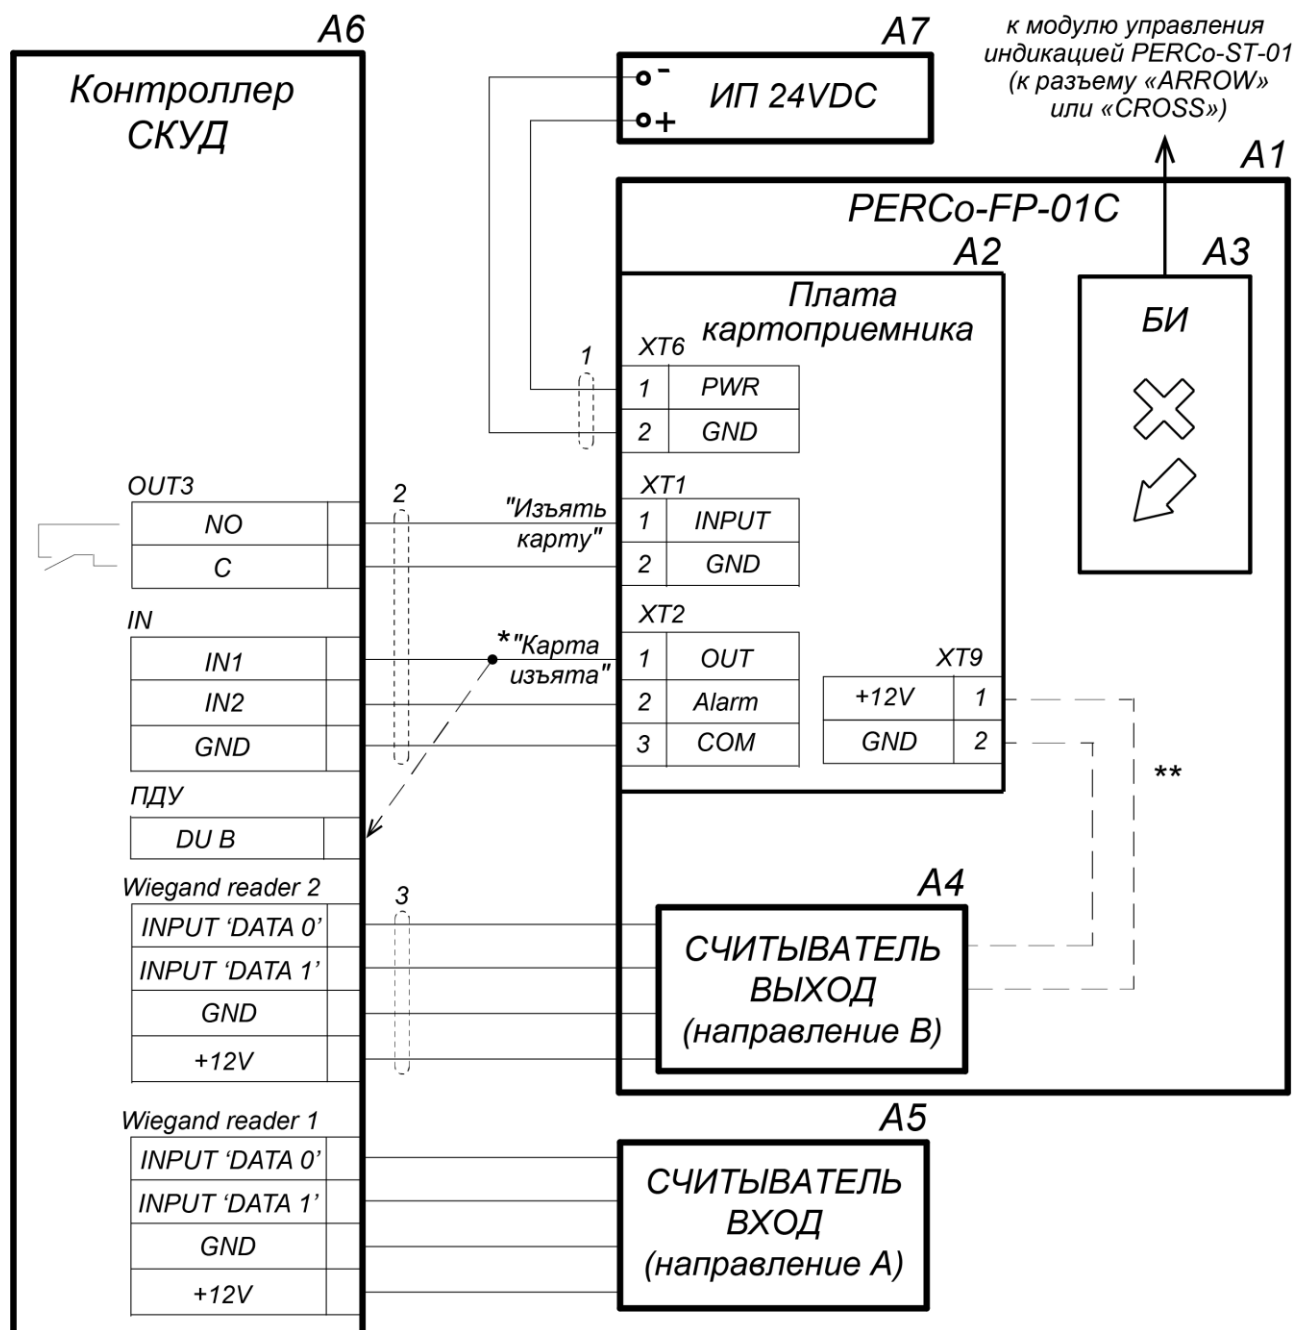 A6
Контроллер
СКУД
A7
ИП 24VDC
-
+
к модулю управления
индикацией PERCo-ST-01
(к разъему «ARROW»
или «CROSS»)
A1
PERCo-FP-01C
A2
Плата
картоприемника
A3
БИ
1
XT6
1 PWR
2 GND
OUT3
NO
C
2
"Изъять
карту"
XT1
1 INPUT
2 GND
IN
IN1
IN2
GND
*"Карта
изъята"
XT2
1 OUT
2 Alarm
3 COM
XT9
+12V 1
GND 2
**
ПДУ
DU B
Wiegand reader 2
INPUT ‘DATA 0’
INPUT ‘DATA 1’
GND
+12V
3
A4
СЧИТЫВАТЕЛЬ
ВЫХОД
(направление B)
Wiegand reader 1
INPUT ‘DATA 0’
INPUT ‘DATA 1’
GND
+12V
A5
СЧИТЫВАТЕЛЬ
ВХОД
(направление A)